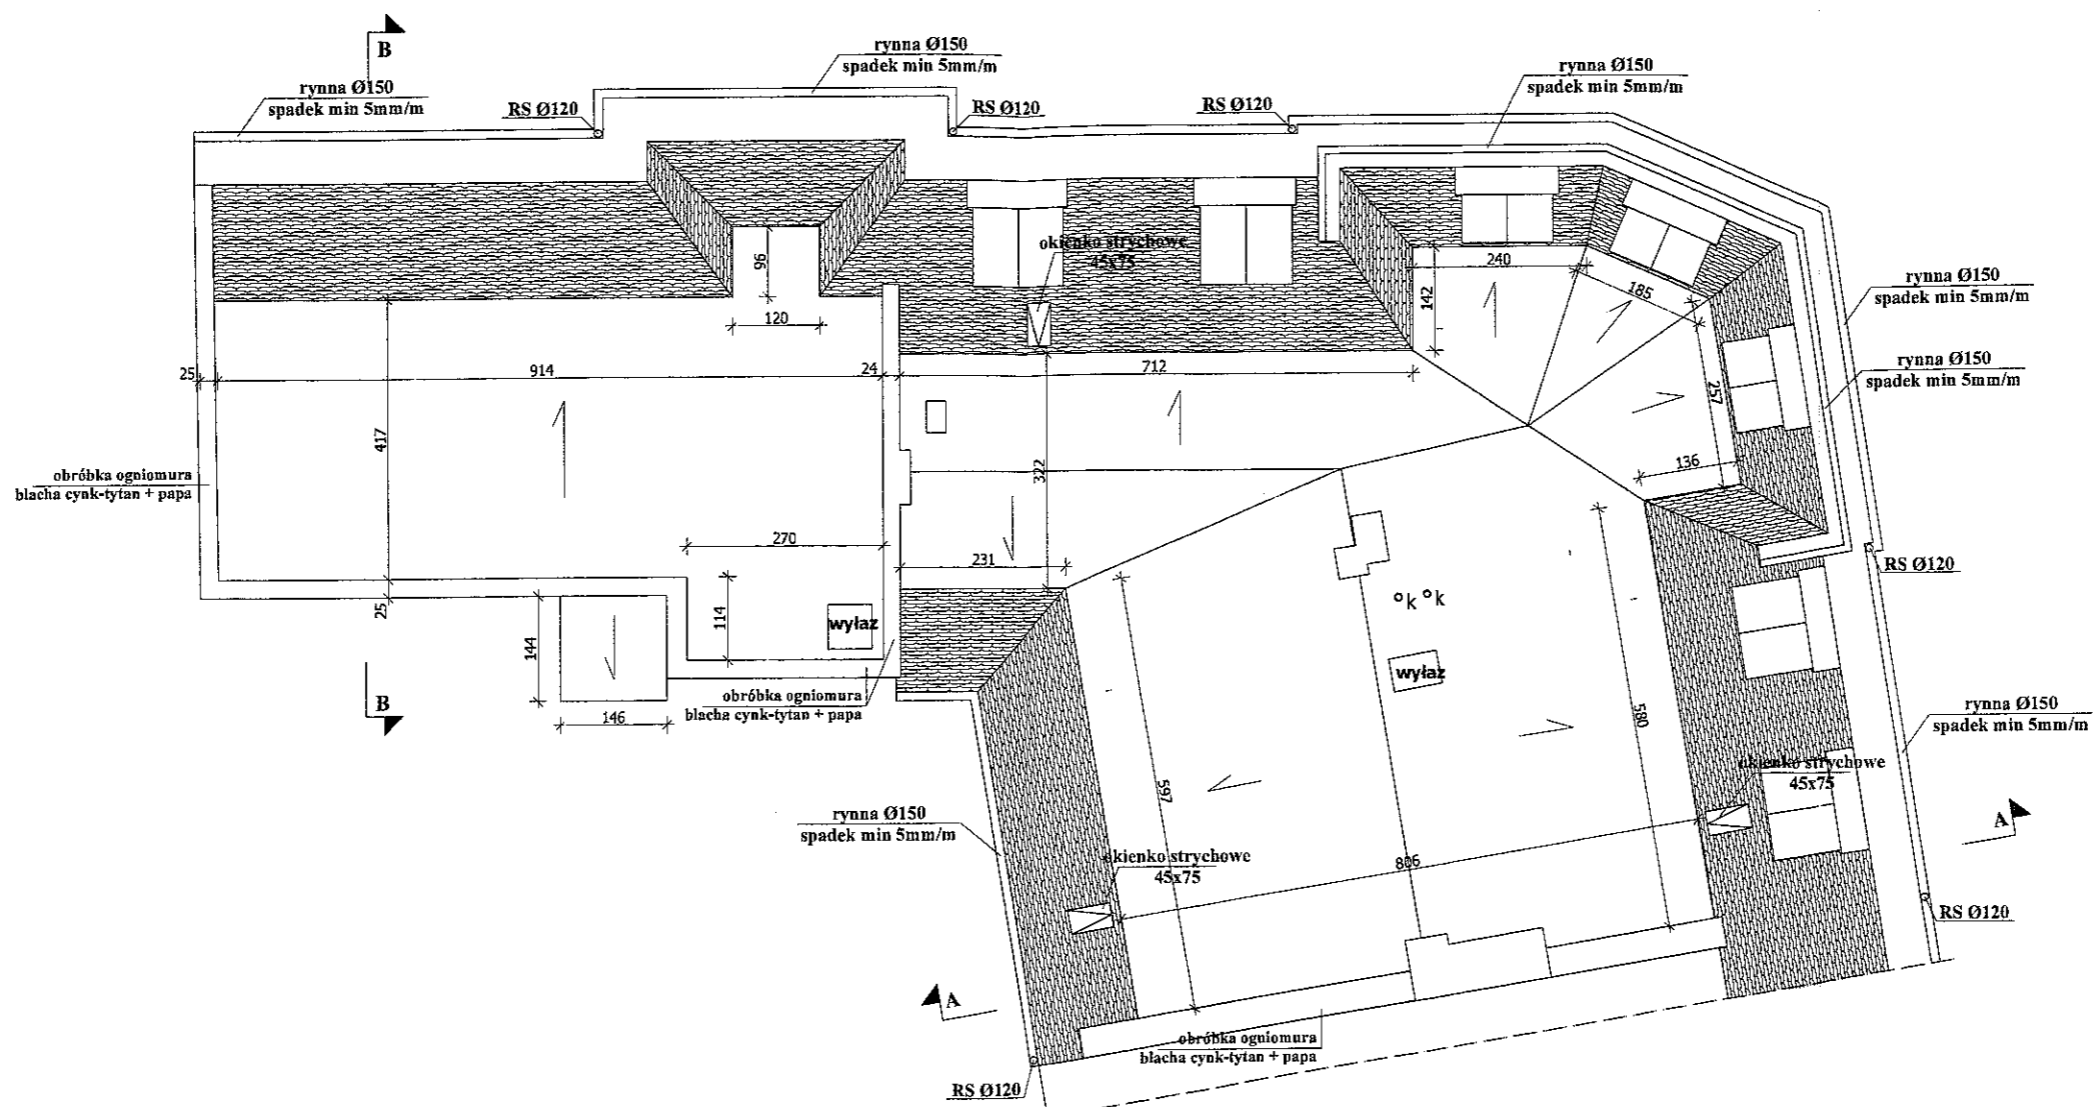 B
rynna Ø150
spadek min 5mm/m
rynna Ø150
spadek min 5mm/m
RS Ø120
RS Ø120
RS Ø120
rynna Ø150
spadek min 5mm/m
okienko strychowe
45x75
96
120
240
142
185
rynna Ø150
spadek min 5mm/m
257
rynna Ø150
spadek min 5mm/m
25
914
24
712
417
322
136
obróbka ogniomura
blacha cynk-tytan + papa
270
231
RS Ø120
25
144
114
wyłaz
k k
wyłaz
146
B
obróbka ogniomura
blacha cynk-tytan + papa
580
rynna Ø150
spadek min 5mm/m
okienko strychowe
45x75
597
rynna Ø150
spadek min 5mm/m
okienko strychowe
45x75
806
A
RS Ø120
A
obróbka ogniomura
blacha cynk-tytan + papa
RS Ø120